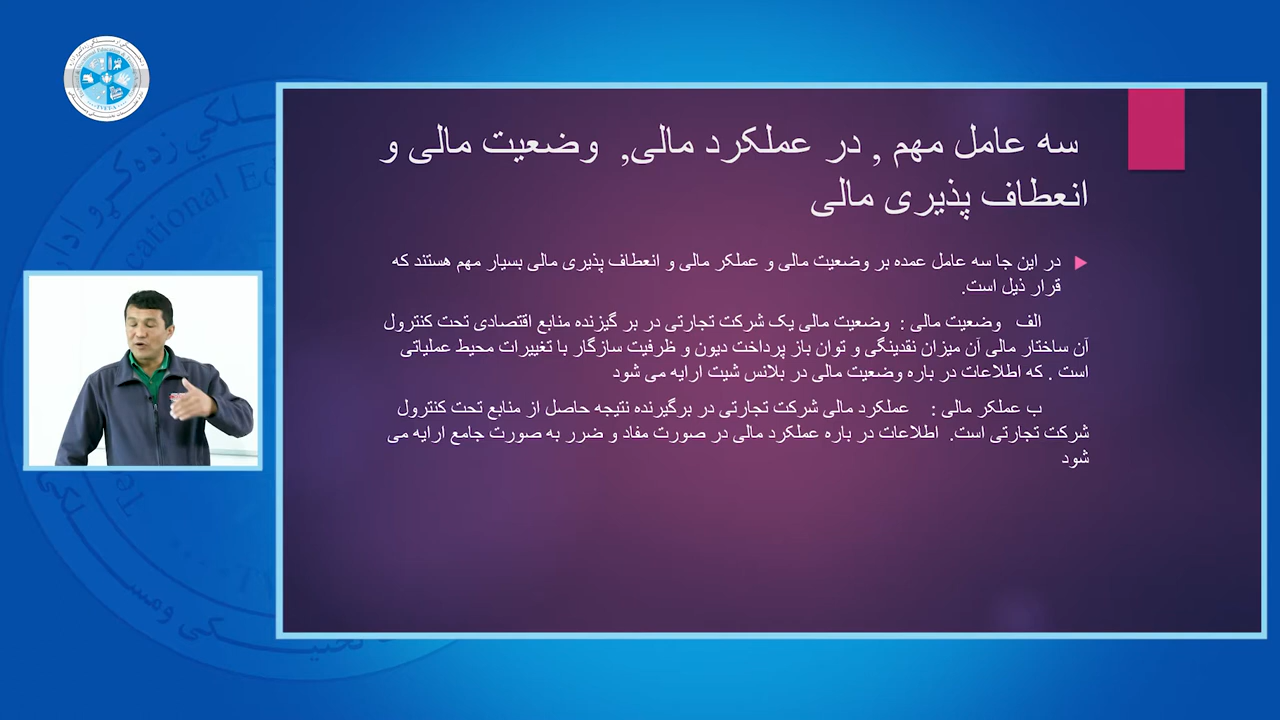 سه عامل مهم , در عملکرد مالی, وضعیت مالی و
انعطاف پذیری مالی
در این جا سه عامل عمده بر وضعیت مالی و عملکر مالی و انعطاف پذیری مالی بسیار مهم هستند که
قرار ذیل است.
الف وضعیت مالی : وضعیت مالی یک شرکت تجارتی در بر گیزنده منابع اقتصادی تحت کنترول
آن ساختار مالی آن میزان نقدینگی و توان باز پرداخت دیون و ظرفیت سازگار با تغییرات محیط عملیاتی
است . که اطلاعات در باره وضعیت مالی در بلانس شیت ارایه می شود
ب عملکر مالی : عملکرد مالی شرکت تجارتی در برگیرنده نتیجه حاصل از منابع تحت کنترول
شرکت تجارتی است. اطلاعات در باره عملکرد مالی در صورت مفاد و ضرر به صورت جامع ارایه می
شود